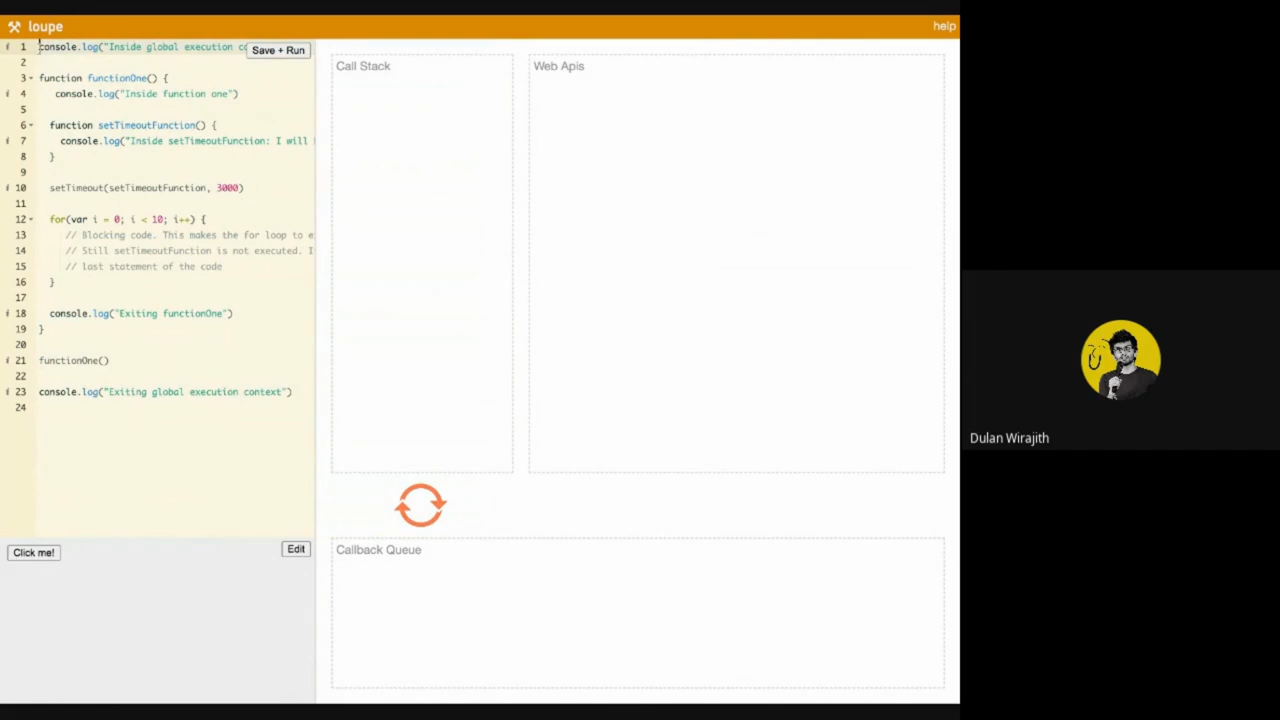 loupe
help
1 console.log("Inside global execution co
Save + Run
2
3 function functionOne() {
4 console.log("Inside function one")
5
6 function setTimeoutFunction() {
7 console.log("Inside setTimeoutFunction: I will
8 }
9
10 setTimeout(setTimeoutFunction, 3000)
11
12 for(var i = 0; i < 10; i++) {
13 // Blocking code. This makes the for loop to e
14 // Still setTimeoutFunction is not executed. I
15 // last statement of the code
16 }
17
18 console.log("Exiting functionOne")
19 }
20
21 functionOne()
22
23 console.log("Exiting global execution context")
24
Click me!
Edit
Call Stack
Web Apis
Callback Queue
Dulan Wirajith